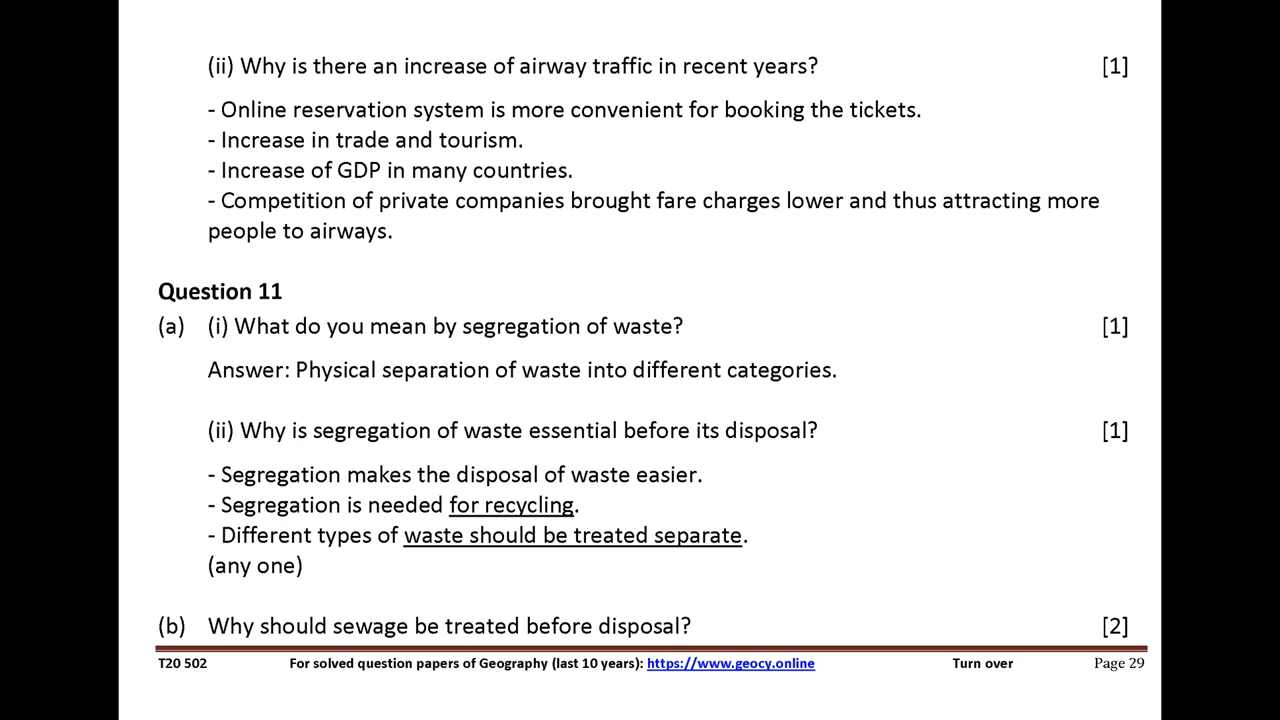 (ii) Why is there an increase of airway traffic in recent years? [1]
- Online reservation system is more convenient for booking the tickets.
- Increase in trade and tourism.
- Increase of GDP in many countries.
- Competition of private companies brought fare charges lower and thus attracting more
people to airways.
Question 11
(a) (i) What do you mean by segregation of waste? [1]
Answer: Physical separation of waste into different categories.
(ii) Why is segregation of waste essential before its disposal? [1]
- Segregation makes the disposal of waste easier.
- Segregation is needed for recycling.
- Different types of waste should be treated separate.
(any one)
(b) Why should sewage be treated before disposal? [2]
T20 502 For solved question papers of Geography (last 10 years): https://www.geocy.online Turn over Page 29